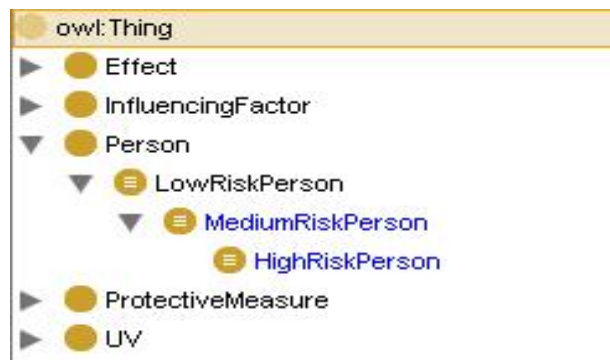 owl:Thing
Effect
InfluencingFactor
Person
LowRiskPerson
MediumRiskPerson
HighRiskPerson
ProtectiveMeasure
UV